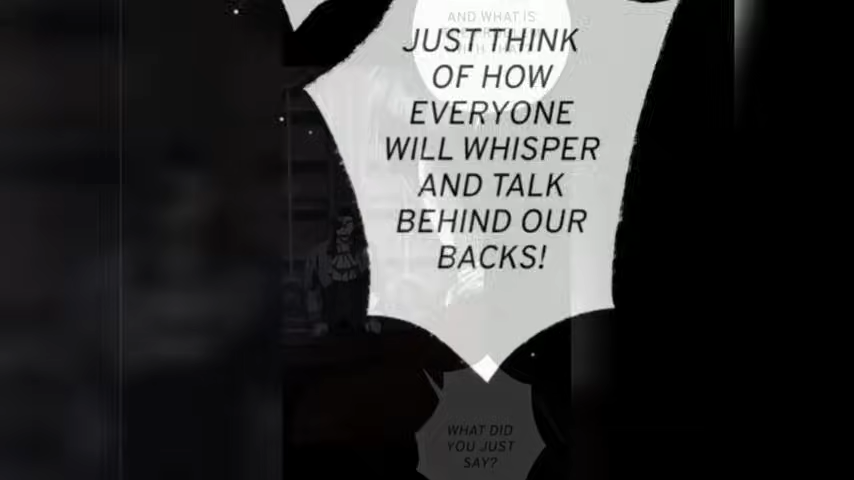 AND WHAT IS
JUST THINK
OF HOW
EVERYONE
WILL WHISPER
AND TALK
BEHIND OUR
BACKS!
WHAT DID
YOU JUST
SAY?